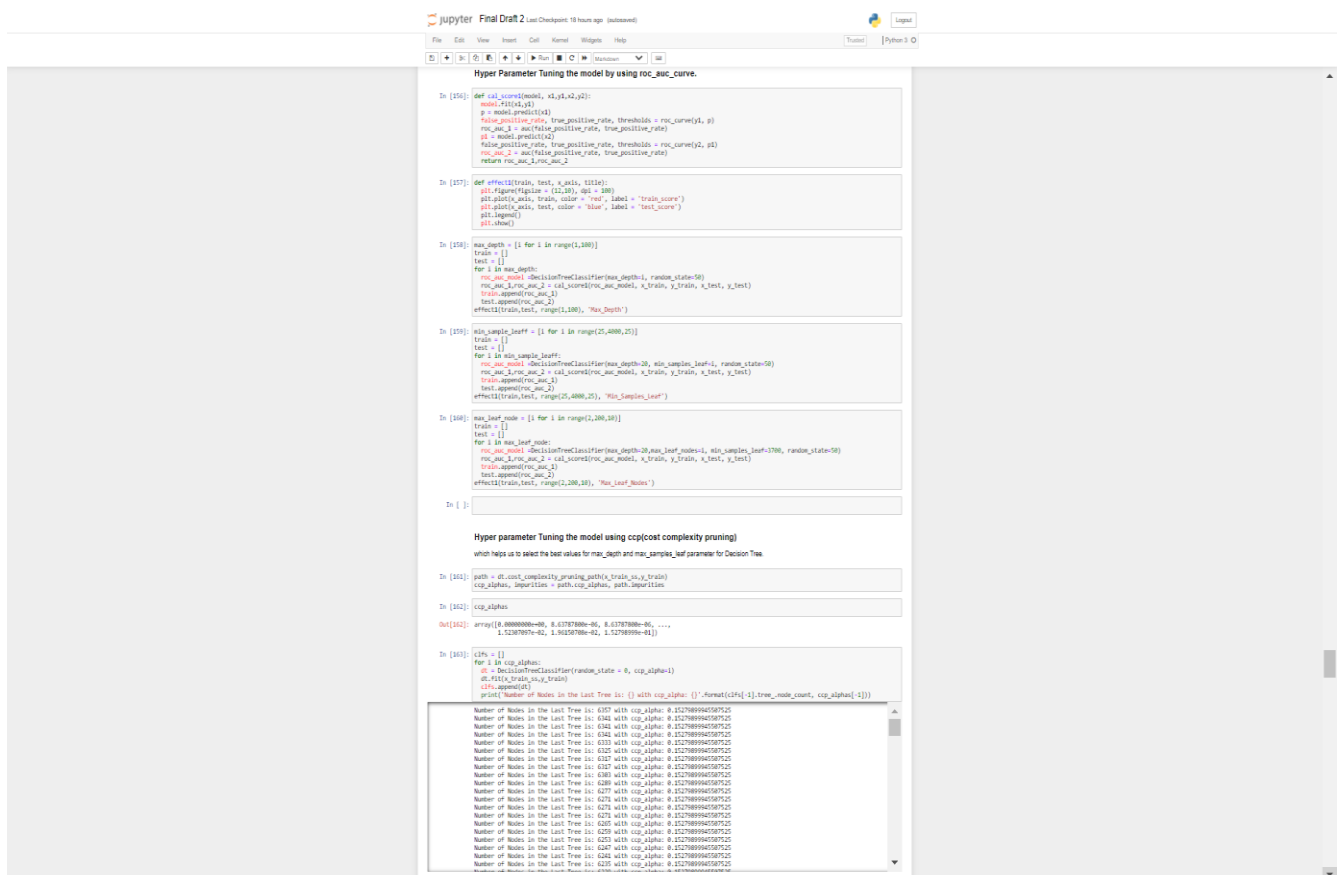 jupyter Final Draft 2 Last Checkpoint: 16 hours ago (autosaved)
Logout
File Edit View Insert Cell Kernel Widgets Help
Trusted
Python 3
Run
Markdown
Hyper Parameter Tuning the model by using roc_auc_curve.
In [156]: def cal_score1(model, x1,y1,x2,y2):
model.fit(x1,y1)
p = model.predict(x1)
false_positive_rate, true_positive_rate, thresholds = roc_curve(y1, p)
roc_auc_1 = auc(false_positive_rate, true_positive_rate)
p1 = model.predict(x2)
false_positive_rate, true_positive_rate, thresholds = roc_curve(y2, p1)
roc_auc_2 = auc(false_positive_rate, true_positive_rate)
return roc_auc_1,roc_auc_2
In [157]: def effect1(train, test, x_axis, title):
plt.figure(figsize = (12,10), dpi = 100)
plt.plot(x_axis, train, color = 'red', label = 'train_score')
plt.plot(x_axis, test, color = 'blue', label = 'test_score')
plt.legend()
plt.show()
In [158]: max_depth = [i for i in range(1,100)]
train = []
test = []
for i in max_depth:
roc_auc_model =DecisionTreeClassifier(max_depth=i, random_state=50)
roc_auc_1,roc_auc_2 = cal_score1(roc_auc_model, x_train, y_train, x_test, y_test)
train.append(roc_auc_1)
test.append(roc_auc_2)
effect1(train,test, range(1,100), 'Max_Depth')
In [159]: min_sample_leaff = [i for i in range(25,4000,25)]
train = []
test = []
for i in min_sample_leaff:
roc_auc_model =DecisionTreeClassifier(max_depth=20, min_samples_leaf=i, random_state=50)
roc_auc_1,roc_auc_2 = cal_score1(roc_auc_model, x_train, y_train, x_test, y_test)
train.append(roc_auc_1)
test.append(roc_auc_2)
effect1(train,test, range(25,4000,25), 'Min_Samples_Leaf')
In [160]: max_leaf_node = [i for i in range(2,200,10)]
train = []
test = []
for i in max_leaf_node:
roc_auc_model =DecisionTreeClassifier(max_depth=20,max_leaf_nodes=i, min_samples_leaf=3700, random_state=50)
roc_auc_1,roc_auc_2 = cal_score1(roc_auc_model, x_train, y_train, x_test, y_test)
train.append(roc_auc_1)
test.append(roc_auc_2)
effect1(train,test, range(2,200,10), 'Max_Leaf_Nodes')
In [ ]:
Hyper parameter Tuning the model using ccp(cost complexity pruning)
which helps us to select the best values for max_depth and max_samples_leaf parameter for Decision Tree.
In [161]: path = dt.cost_complexity_pruning_path(x_train_ss,y_train)
ccp_alphas, impurities = path.ccp_alphas, path.impurities
In [162]: ccp_alphas
Out[162]: array([0.00000000e+00, 8.63787800e-06, 8.63787800e-06, ...,
1.52307097e-02, 1.96150708e-02, 1.52798999e-01])
In [163]: clfs = []
for i in ccp_alphas:
dt = DecisionTreeClassifier(random_state = 0, ccp_alpha=i)
dt.fit(x_train_ss,y_train)
clfs.append(dt)
print('Number of Nodes in the Last Tree is: {} with ccp_alpha: {}'.format(clfs[-1].tree_.node_count, ccp_alphas[-1]))
Number of Nodes in the Last Tree is: 6357 with ccp_alpha: 0.15279899945507525
Number of Nodes in the Last Tree is: 6341 with ccp_alpha: 0.15279899945507525
Number of Nodes in the Last Tree is: 6341 with ccp_alpha: 0.15279899945507525
Number of Nodes in the Last Tree is: 6341 with ccp_alpha: 0.15279899945507525
Number of Nodes in the Last Tree is: 6333 with ccp_alpha: 0.15279899945507525
Number of Nodes in the Last Tree is: 6325 with ccp_alpha: 0.15279899945507525
Number of Nodes in the Last Tree is: 6317 with ccp_alpha: 0.15279899945507525
Number of Nodes in the Last Tree is: 6317 with ccp_alpha: 0.15279899945507525
Number of Nodes in the Last Tree is: 6303 with ccp_alpha: 0.15279899945507525
Number of Nodes in the Last Tree is: 6289 with ccp_alpha: 0.15279899945507525
Number of Nodes in the Last Tree is: 6277 with ccp_alpha: 0.15279899945507525
Number of Nodes in the Last Tree is: 6271 with ccp_alpha: 0.15279899945507525
Number of Nodes in the Last Tree is: 6271 with ccp_alpha: 0.15279899945507525
Number of Nodes in the Last Tree is: 6271 with ccp_alpha: 0.15279899945507525
Number of Nodes in the Last Tree is: 6265 with ccp_alpha: 0.15279899945507525
Number of Nodes in the Last Tree is: 6259 with ccp_alpha: 0.15279899945507525
Number of Nodes in the Last Tree is: 6253 with ccp_alpha: 0.15279899945507525
Number of Nodes in the Last Tree is: 6247 with ccp_alpha: 0.15279899945507525
Number of Nodes in the Last Tree is: 6241 with ccp_alpha: 0.15279899945507525
Number of Nodes in the Last Tree is: 6235 with ccp_alpha: 0.15279899945507525